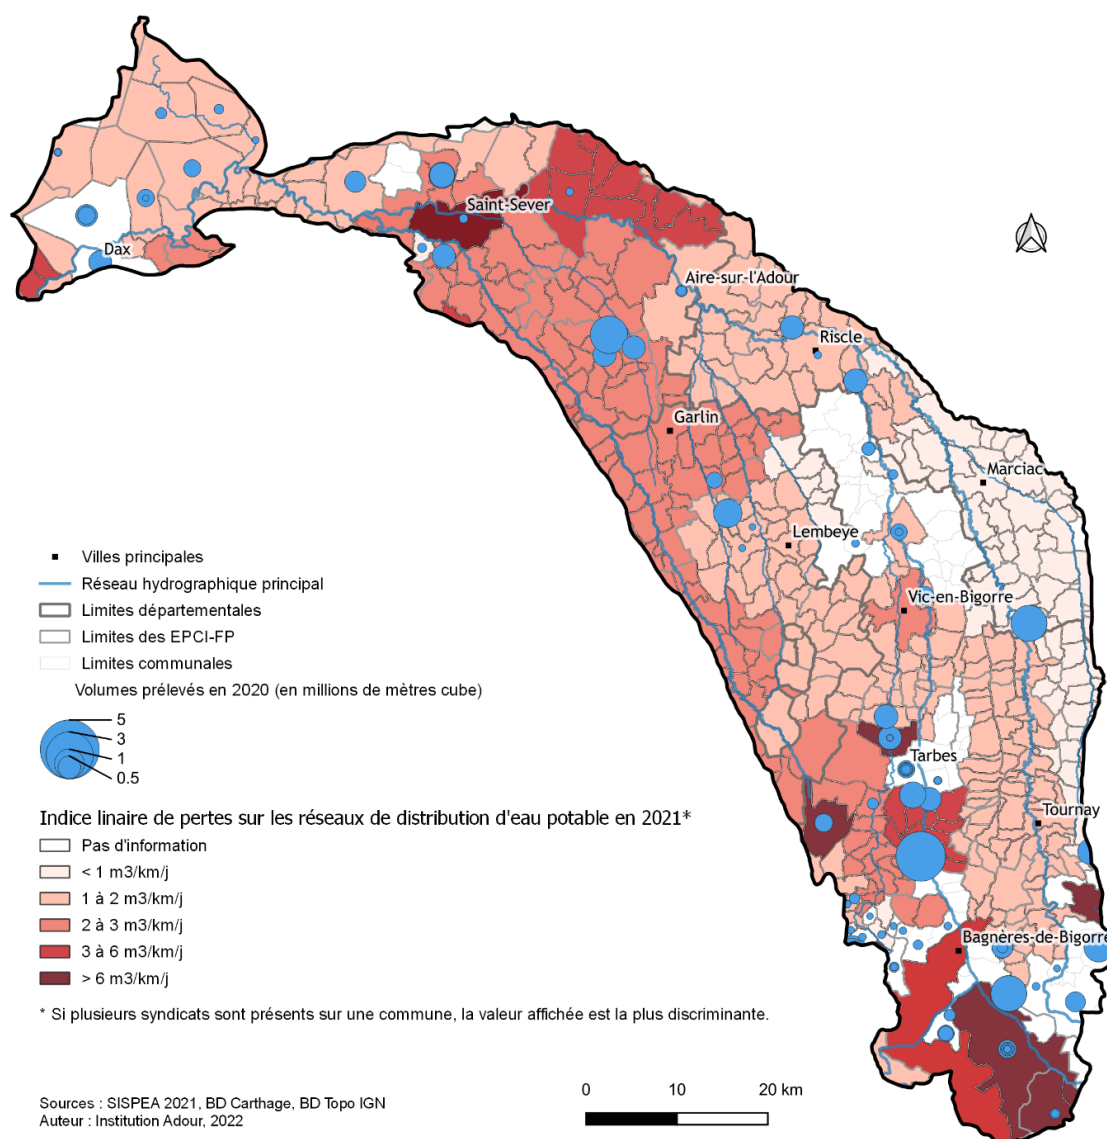 Saint-Sever
Dax
Aire-sur-l'Adour
Riscle
Garlin
Marciac
Lembeye
Vic-en-Bigorre
Tarbes
Tournay
Bagnères-de-Bigorre
Villes principales
Réseau hydrographique principal
Limites départementales
Limites des EPCI-FP
Limites communales
Volumes prélevés en 2020 (en millions de mètres cube)
5
3
1
0.5
Indice linaire de pertes sur les réseaux de distribution d'eau potable en 2021*
Pas d'information
< 1 m3/km/j
1 à 2 m3/km/j
2 à 3 m3/km/j
3 à 6 m3/km/j
> 6 m3/km/j
* Si plusieurs syndicats sont présents sur une commune, la valeur affichée est la plus discriminante.
0 10 20 km
Sources : SISPEA 2021, BD Carthage, BD Topo IGN
Auteur : Institution Adour, 2022